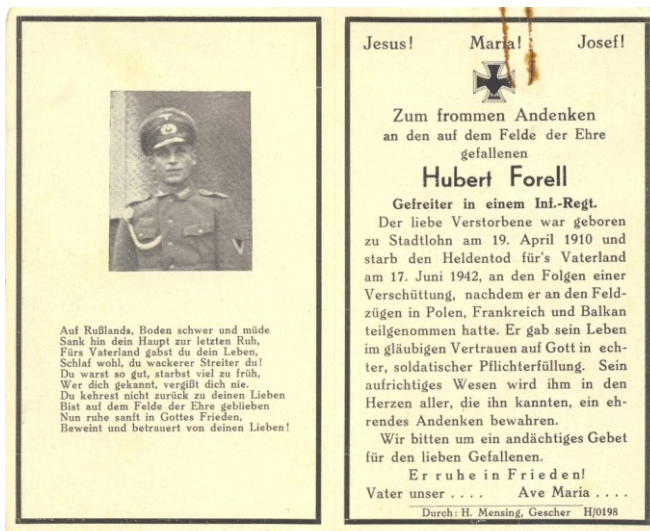 Auf Rußlands, Boden schwer und müde
Sank hin dein Haupt zur letzten Ruh,
Fürs Vaterland gabst du dein Leben,
Schlaf wohl, du wackerer Streiter du!
Du warst so gut, starbst viel zu früh,
Wer dich gekannt, vergißt dich nie.
Du kehrest nicht zurück zu deinen Lieben
Bist auf dem Felde der Ehre geblieben
Nun ruhe sanft in Gottes Frieden,
Beweint und betrauert von deinen Lieben!
Jesus! Maria! Josef!
Zum frommen Andenken
an den auf dem Felde der Ehre
gefallenen
Hubert Forell
Gefreiter in einem Inf.-Regt.
Der liebe Verstorbene war geboren
zu Stadtlohn am 19. April 1910 und
starb den Heldentod für's Vaterland
am 17. Juni 1942, an den Folgen einer
Verschüttung, nachdem er an den Feld-
zügen in Polen, Frankreich und Balkan
teilgenommen hatte. Er gab sein Leben
im gläubigen Vertrauen auf Gott in ech-
ter, soldatischer Pflichterfüllung. Sein
aufrichtiges Wesen wird ihm in den
Herzen aller, die ihn kannten, ein eh-
rendes Andenken bewahren.
Wir bitten um ein andächtiges Gebet
für den lieben Gefallenen.
Er ruhe in Frieden!
Vater unser . . . . Ave Maria . . . .
Durch: H. Mensing, Gescher HJ0198